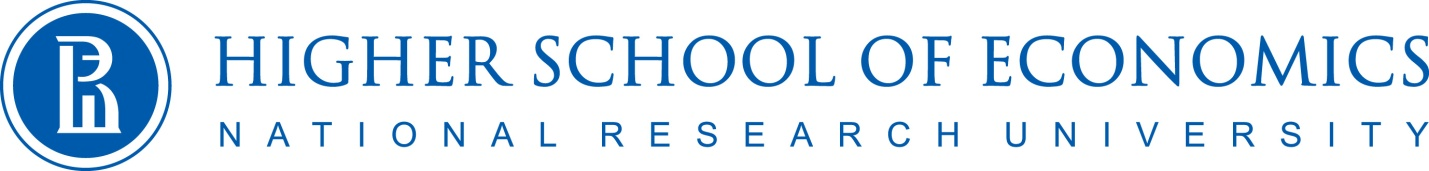 HIGHER SCHOOL OF ECONOMICS
NATIONAL RESEARCH UNIVERSITY